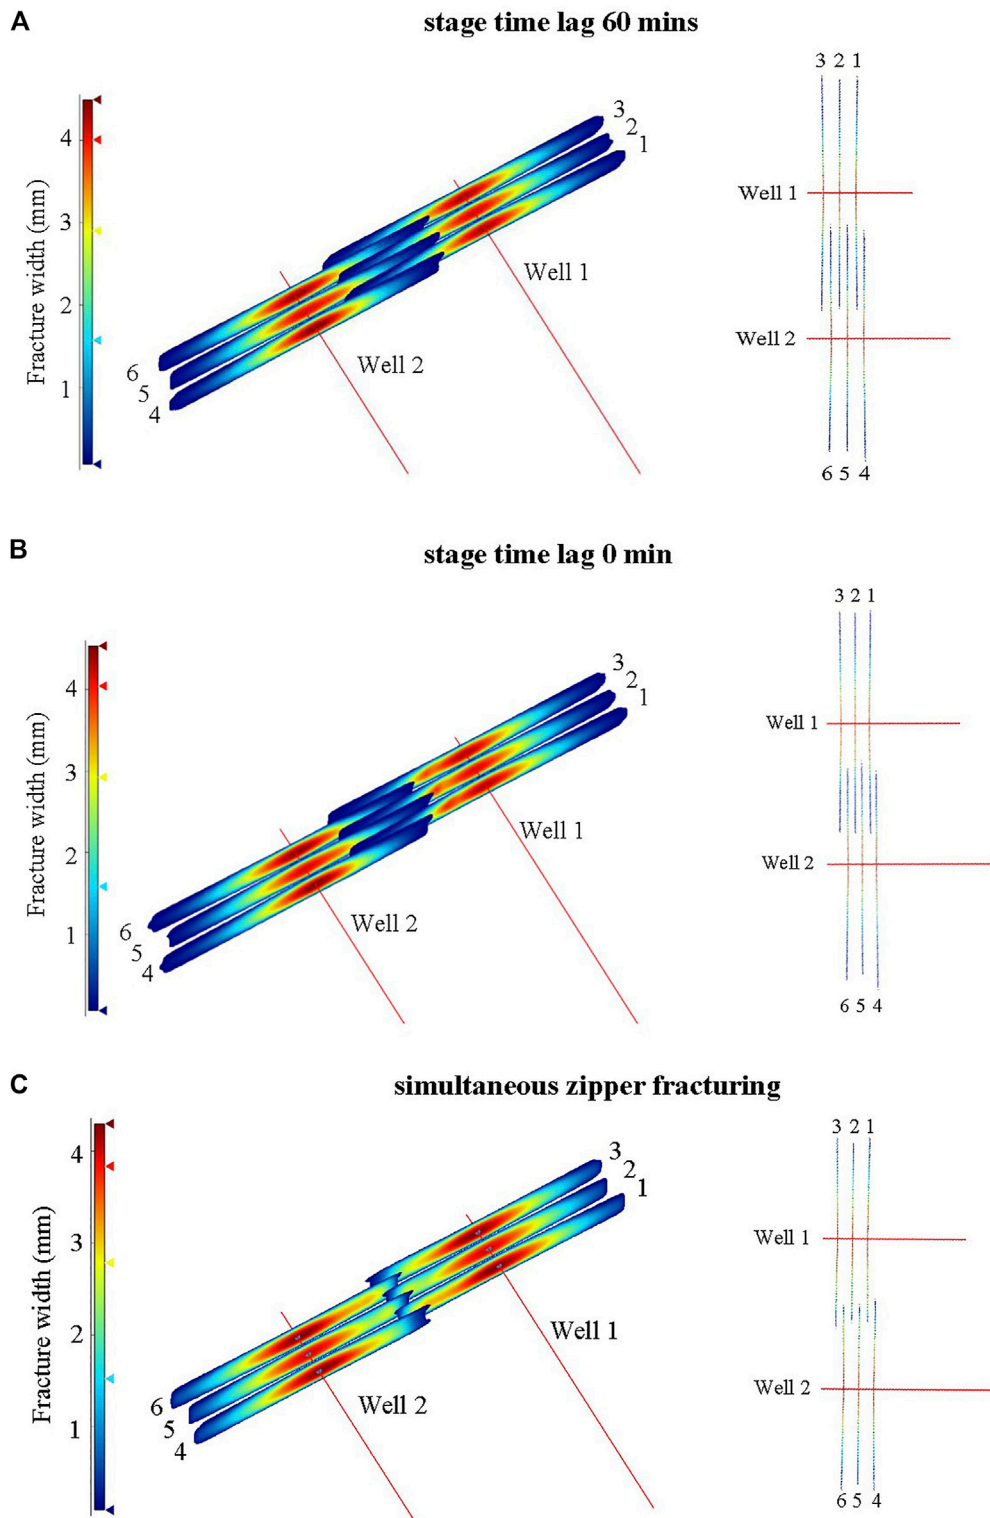 A
stage time lag 60 mins
Fracture width (mm)
4
3
2
1
3
2
1
Well 1
Well 2
6
5
4
3 2 1
Well 1
Well 2
6 5 4
B
stage time lag 0 min
Fracture width (mm)
4
3
2
1
3
2
1
Well 1
Well 2
6
5
4
3 2 1
Well 1
Well 2
6 5 4
C
simultaneous zipper fracturing
Fracture width (mm)
4
3
2
1
3
2
1
Well 1
Well 2
6
5
4
3 2 1
Well 1
Well 2
6 5 4